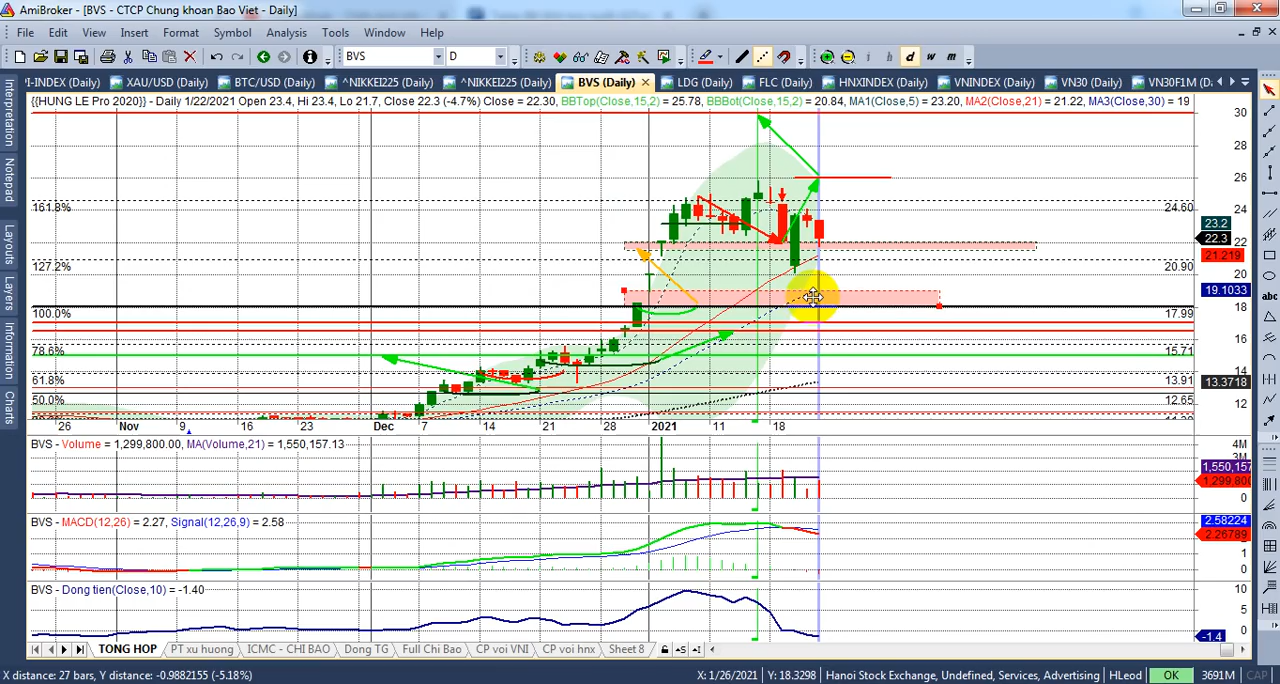 AmiBroker - [BVS - CTCP Chung khoan Bao Viet - Daily]
File Edit View Insert Format Symbol Analysis Tools Window Help
BVS D d w m
^NIKKEI225 (Daily) ^NIKKEI225 (Daily) BVS (Daily) LDG (Daily) FLC (Daily) HNXINDEX (Daily) VNINDEX (Daily) VN30 (Daily)
I-INDEX (Daily) XAU/USD (Daily) BTC/USD (Daily)
{{HUNG LE Pro 2020}} - Daily 1/22/2021 Open 23.4, Hi 23.4, Lo 21.7, Close 22.3 (-4.7%) Close = 22.30, BBTop(Close,15,2) = 25.78, BBBot(Close,15,2) = 20.84, MA1(Close,5) = 23.20, MA2(Close,21) = 21.22, MA3(Close,30) = 19
Interpretation
Notepad
Layouts
Layers
Information
Charts
30
28
26
161.8%
24.60
24
23.2
22.3
22
21.219
127.2%
20.90
20
19.1033
18
100.0%
17.99
16
78.6%
15.71
14
61.8%
13.91
13.3718
50.0%
12.65
12
26 Nov 9 16 23 Dec 7 14 21 28 2021 11 18
BVS - Volume = 1,299,800.00, MA(Volume,21) = 1,550,157.13
4M
3M
1,550,157
1,299,800
0
BVS - MACD(12,26) = 2.27, Signal(12,26,9) = 2.58
2.58224
2.26789
1
0
BVS - Dong tien(Close,10) = -1.40
10
5
0
-1.4
TONG HOP PT xu huong ICMC - CHI BAO Dong TG Full Chi Bao CP voi VNI CP voi hnx Sheet 8
X distance: 27 bars, Y distance: -0.9882155 (-5.18%) X: 1/26/2021 Y: 18.3298 Hanoi Stock Exchange, Undefined, Services, Advertising HLeod OK 3691M CAP